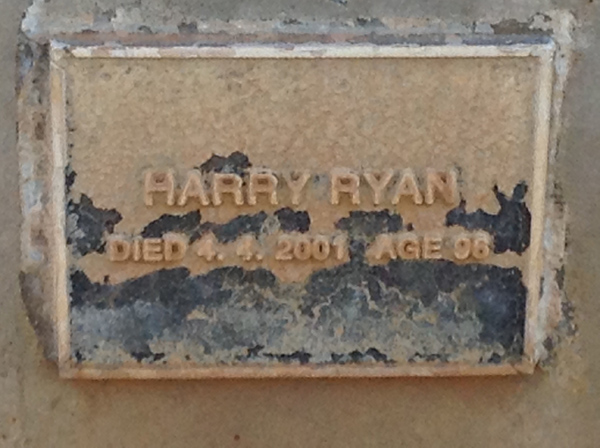 HARRY RYAN
DIED 4. 4. 2001 AGE